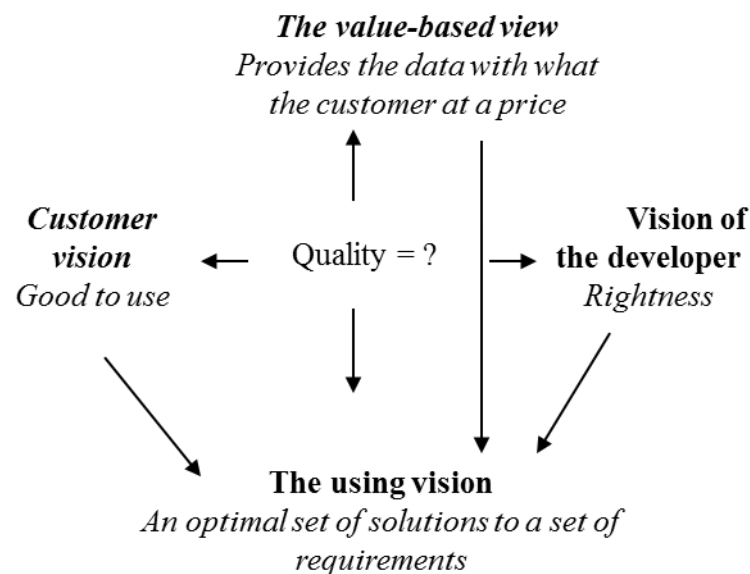 The value-based view
Provides the data with what
the customer at a price
Customer
vision
Good to use
Quality = ?
Vision of
the developer
Rightness
The using vision
An optimal set of solutions to a set of
requirements